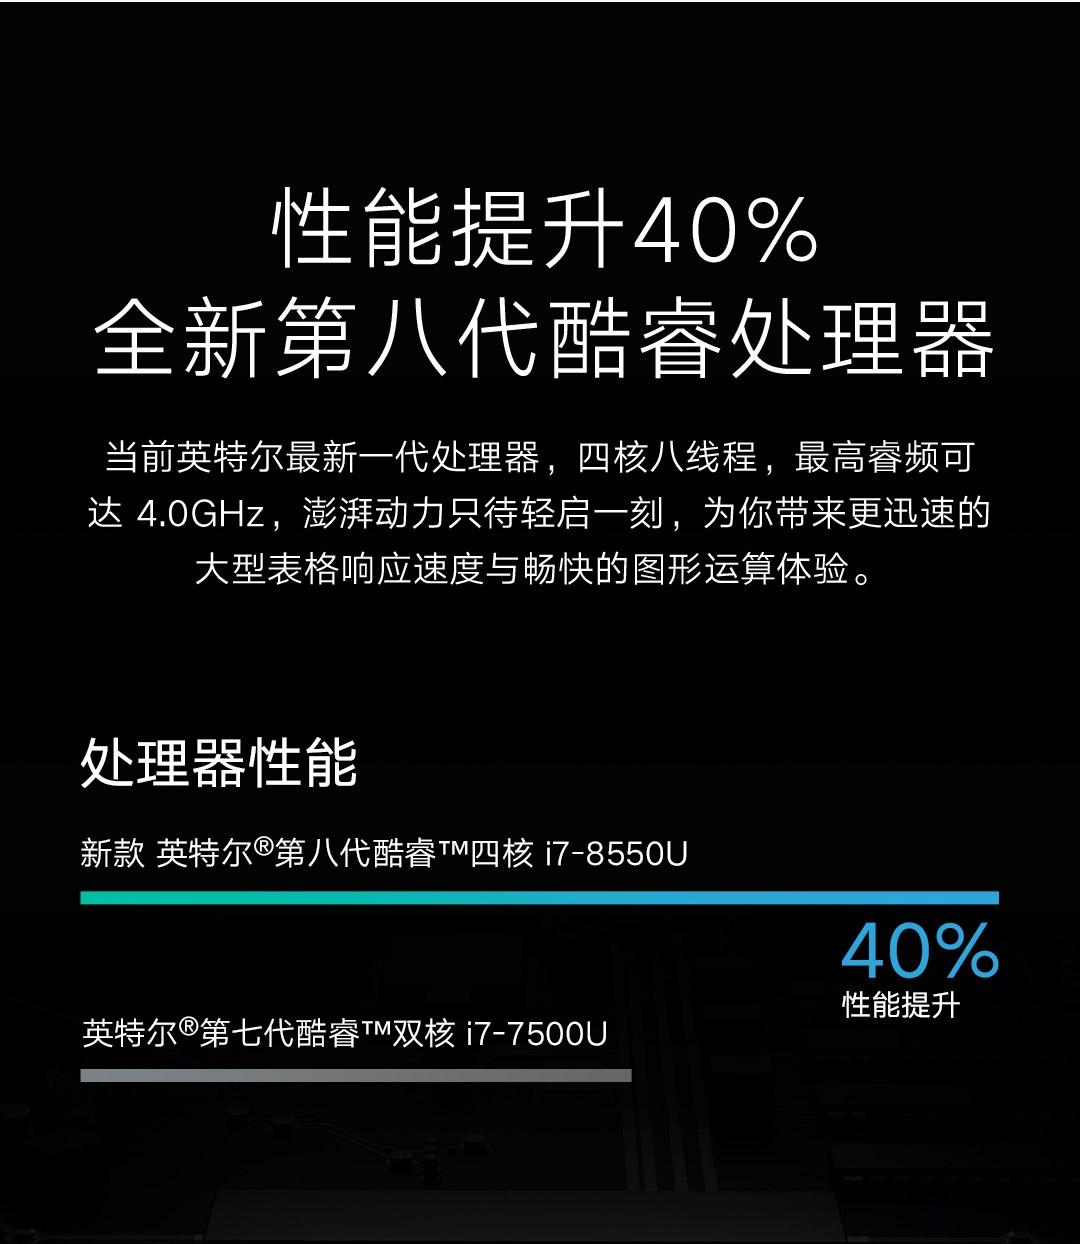 性能提升40%
全新第八代酷睿处理器
当前英特尔最新一代处理器，四核八线程，最高睿频可
达 4.0GHz，澎湃动力只待轻启一刻，为你带来更迅速的
大型表格响应速度与畅快的图形运算体验。
处理器性能
新款 英特尔®第八代酷睿™四核 i7-8550U
40%
性能提升
英特尔®第七代酷睿™双核 i7-7500U